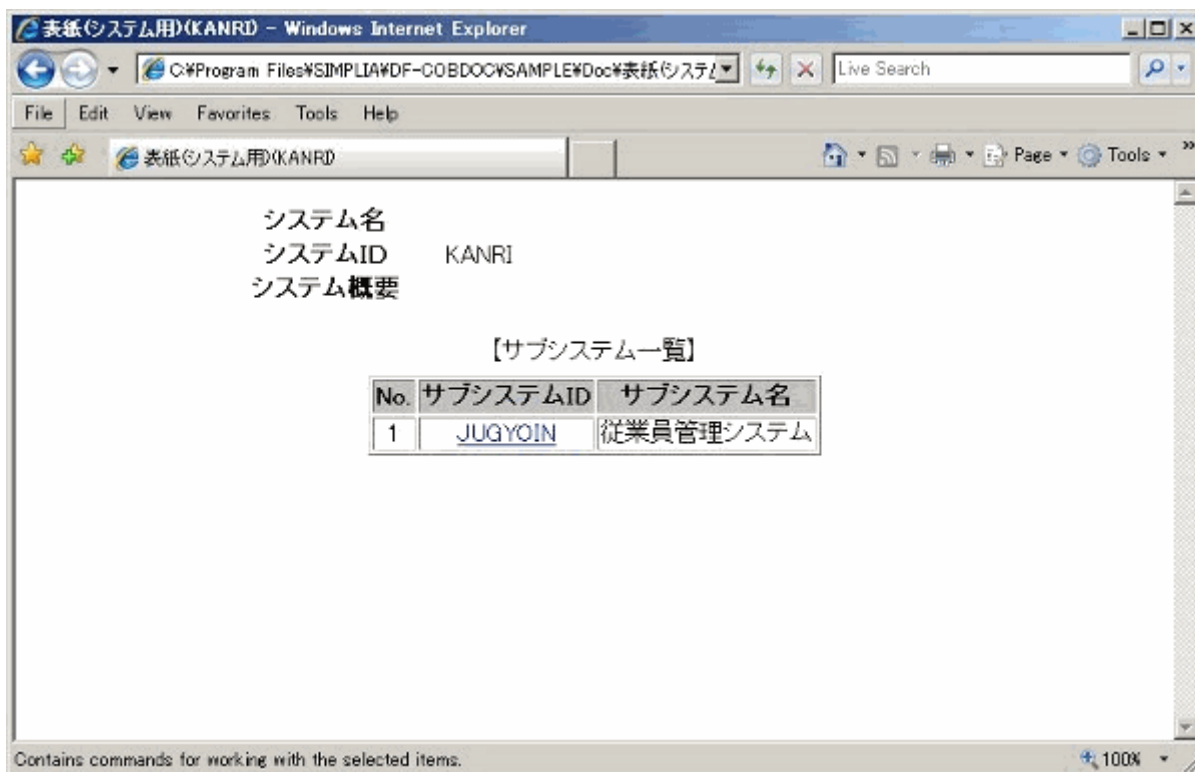 表紙(システム用)(KANRI) - Windows Internet Explorer
C:¥Program Files¥SIMPLIA¥DF-COBDOC¥SAMPLE¥Doc¥表紙(システム
Live Search
File Edit View Favorites Tools Help
表紙(システム用)(KANRI)
Page Tools »
システム名
システムID KANRI
システム概要
【サブシステム一覧】
No. サブシステムID サブシステム名
1 JUGYOIN 従業員管理システム
Contains commands for working with the selected items.
100%